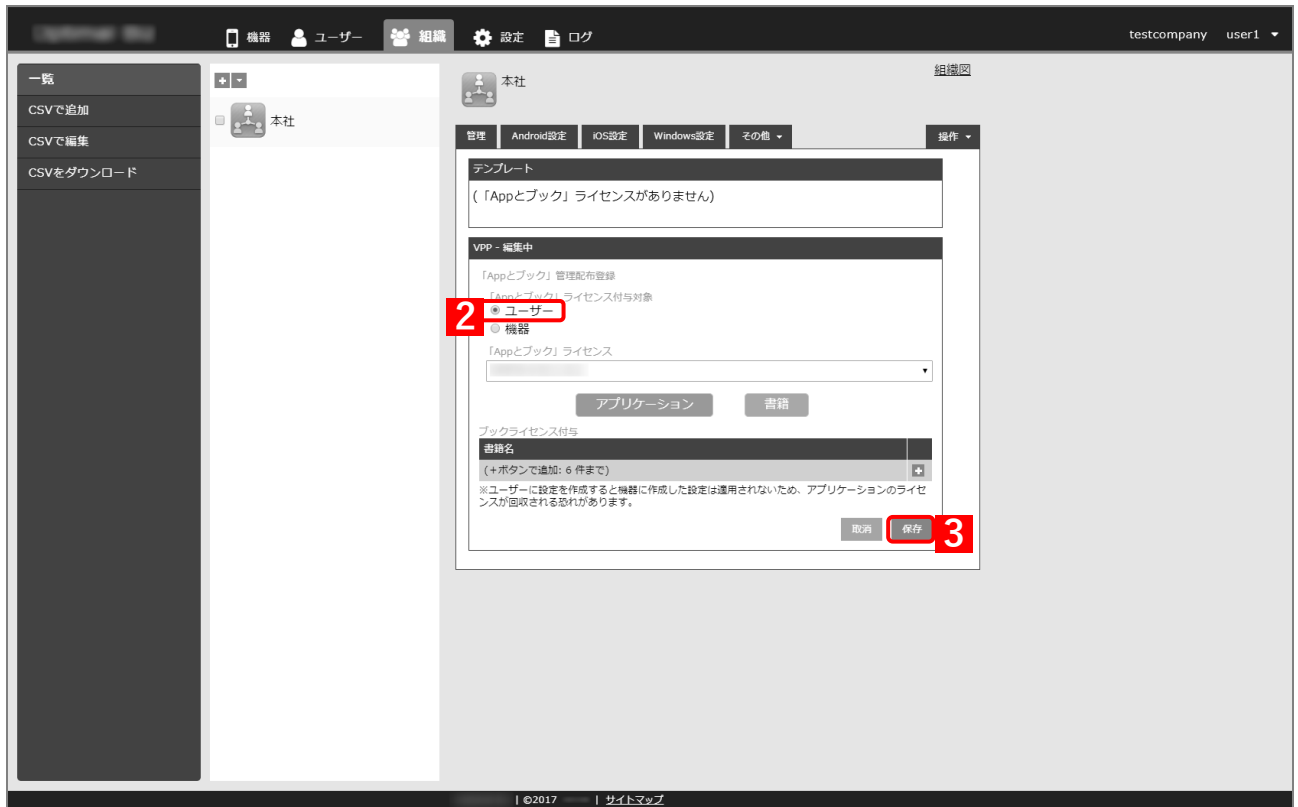 機器 ユーザー 組織 設定 ログ testcompany user1
一覧
CSVで追加
CSVで編集
CSVをダウンロード
本社
本社
組織図
管理 Android設定 iOS設定 Windows設定 その他 操作
テンプレート
(「Appとブック」ライセンスがありません)
VPP - 編集中
「Appとブック」管理配布登録
「Appとブック」ライセンス付与対象
2 ユーザー
機器
「Appとブック」ライセンス
アプリケーション 書籍
ブックライセンス付与
書籍名
(+ボタンで追加: 6 件まで)
※ユーザーに設定を作成すると機器に作成した設定は適用されないため、アプリケーションのライセ
ンスが回収される恐れがあります。
取消 保存 3
| ©2017 | サイトマップ